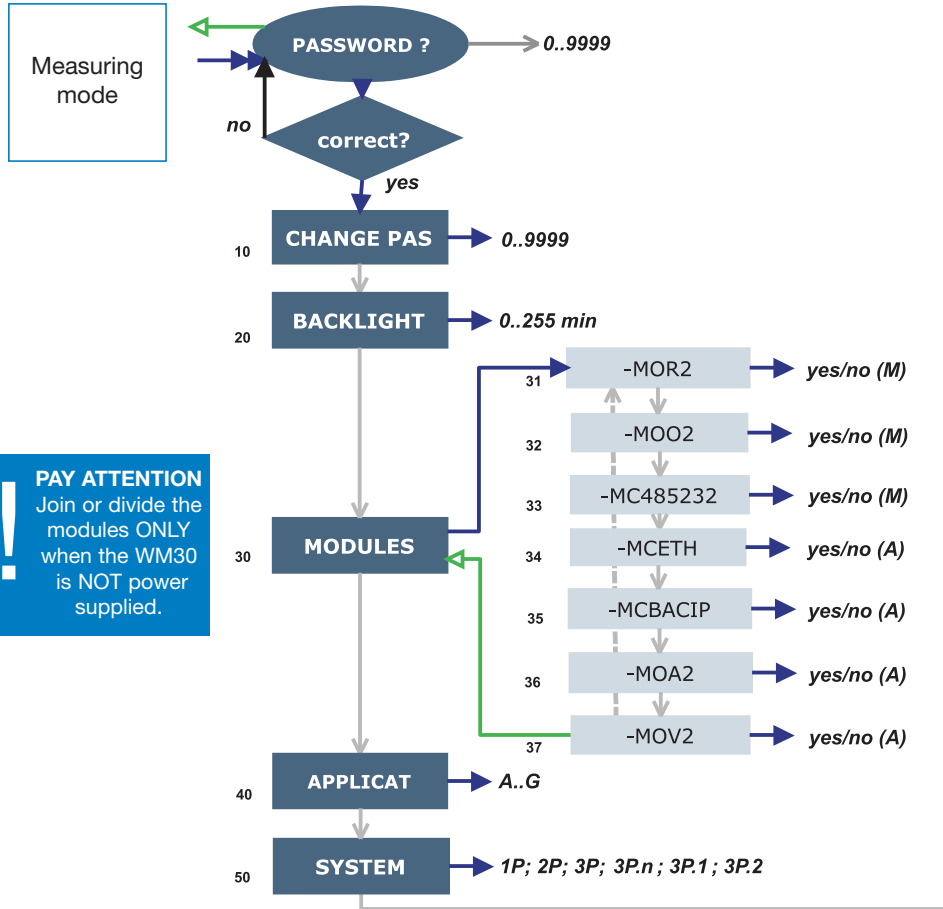 Measuring
mode
PASSWORD ?
0..9999
no
correct?
yes
10
CHANGE PAS
0..9999
20
BACKLIGHT
0..255 min
!
PAY ATTENTION
Join or divide the
modules ONLY
when the WM30
is NOT power
supplied.
30
MODULES
31
-MOR2
yes/no (M)
32
-MOO2
yes/no (M)
33
-MC485232
yes/no (M)
34
-MCETH
yes/no (A)
35
-MCBACIP
yes/no (A)
36
-MOA2
yes/no (A)
37
-MOV2
yes/no (A)
40
APPLICAT
A..G
50
SYSTEM
1P; 2P; 3P; 3P.n ; 3P.1 ; 3P.2